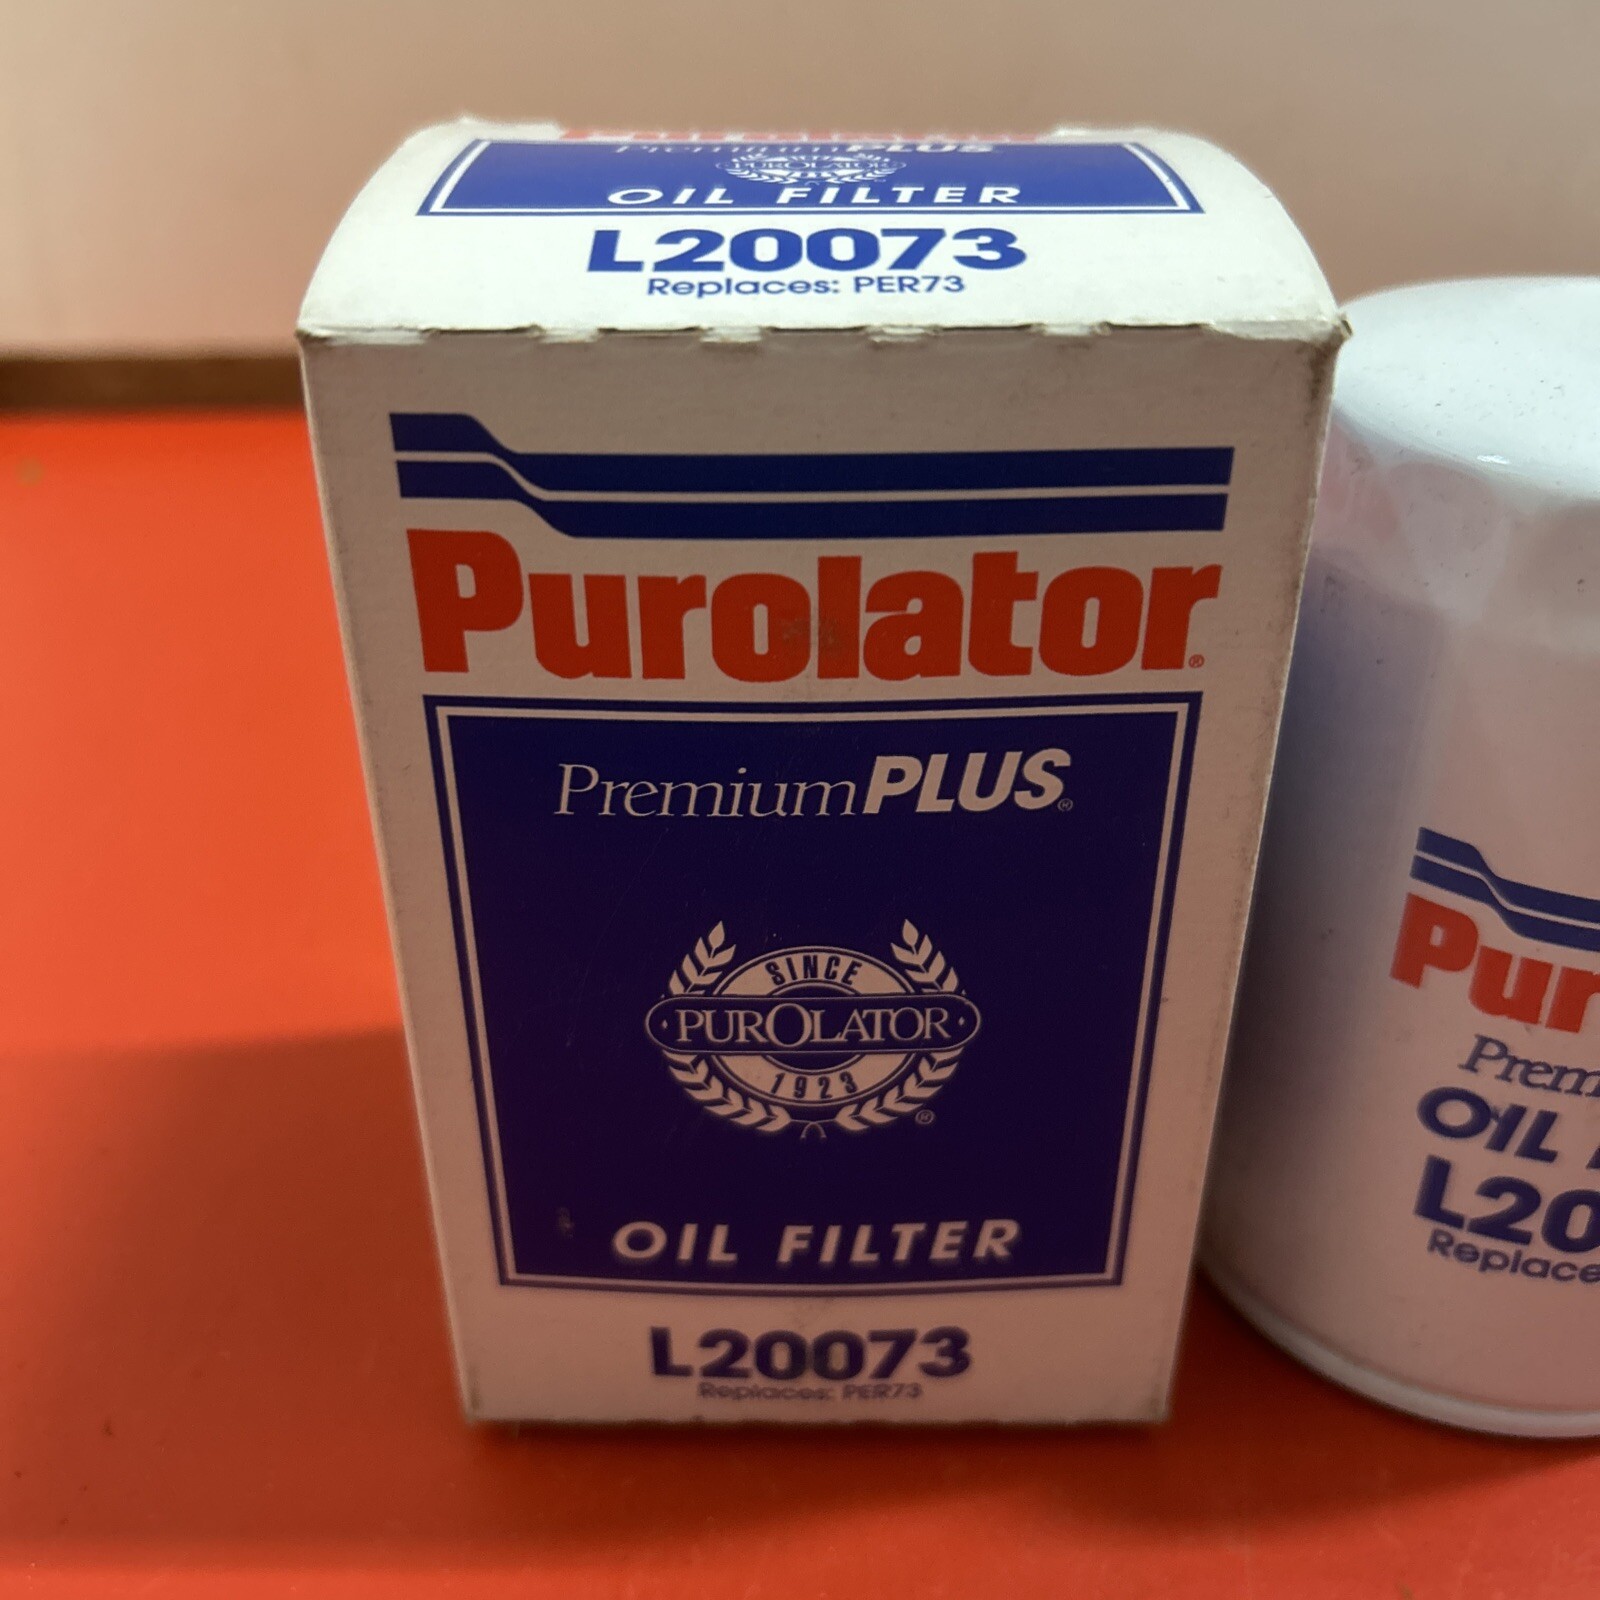 PremiumPLUS
PUROLATOR
OIL FILTER
L20073
Replaces: PER73
Purolator®
PremiumPLUS®
SINCE
PUROLATOR
1923
®
OIL FILTER
L20073
Replaces: PER73
Pur
Prem
OIL
L20
Replace